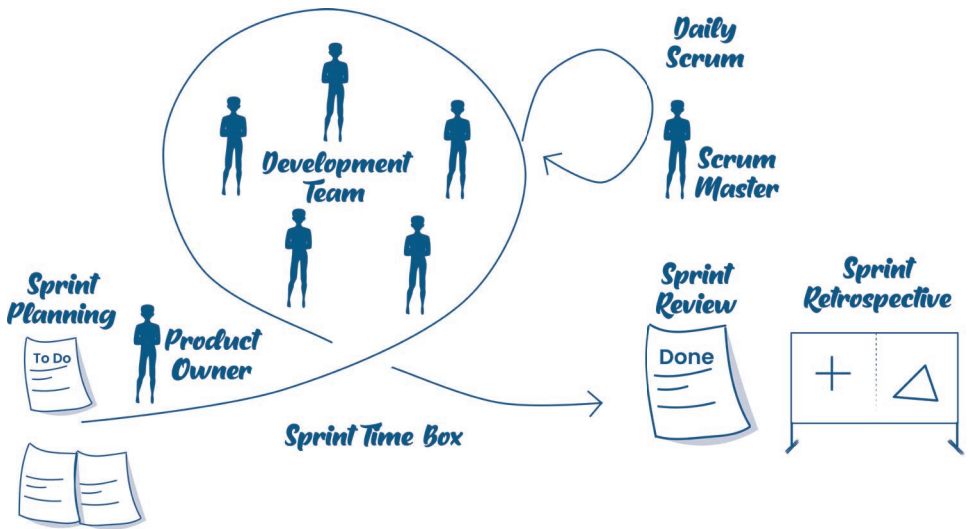 Daily
Scrum
Scrum
Master
Development
Team
Sprint
Planning
To Do
Product
Owner
Sprint Time Box
Sprint
Review
Done
Sprint
Retrospective